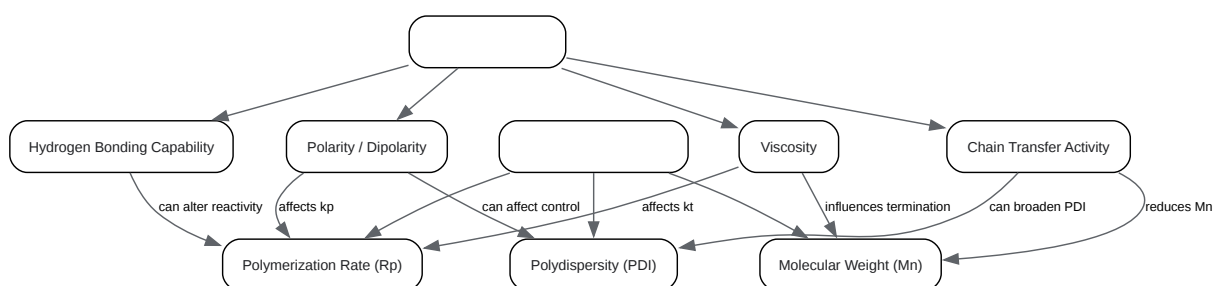 Hydrogen Bonding Capability
Polarity / Dipolarity
Viscosity
Chain Transfer Activity
can alter reactivity
affects kp
can affect control
affects kt
influences termination
can broaden PDI
reduces Mn
Polymerization Rate (Rp)
Polydispersity (PDI)
Molecular Weight (Mn)